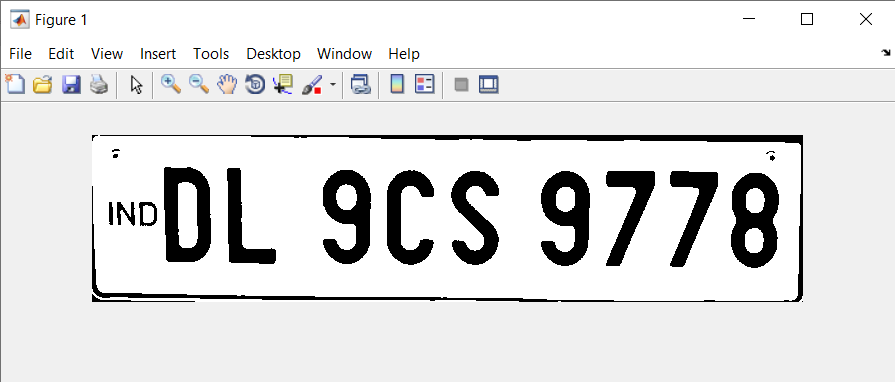 Figure 1
File Edit View Insert Tools Desktop Window Help
IND DL 9CS 9778